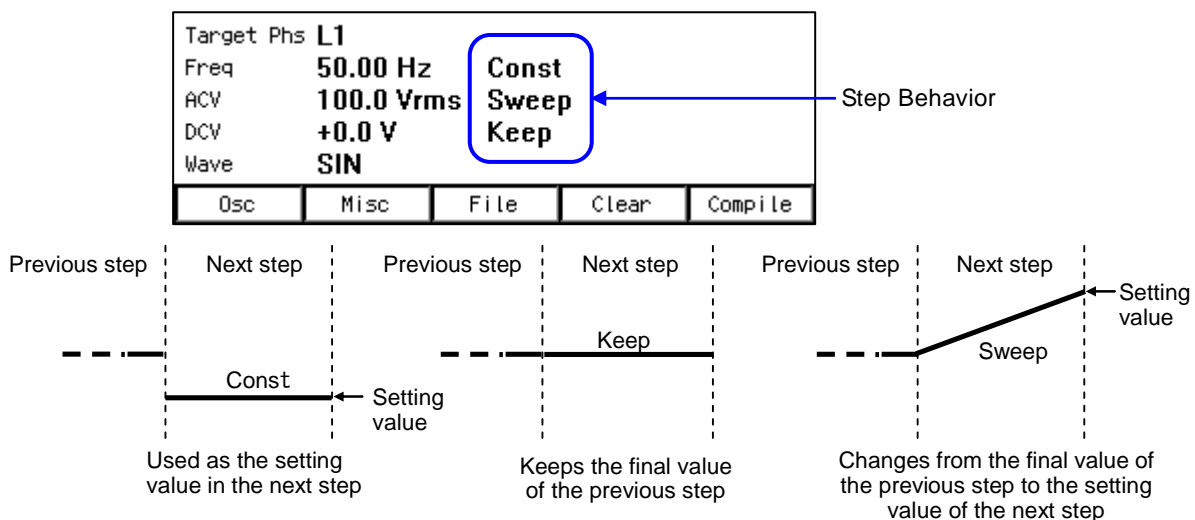 Target Phs L1
Freq 50.00 Hz Const
ACV 100.0 Vrms Sweep
DCV +0.0 V Keep
Wave SIN
Osc Misc File Clear Compile
Step Behavior
Previous step Next step
Const
Setting
value
Used as the setting
value in the next step
Previous step Next step
Keep
Keeps the final value
of the previous step
Previous step Next step
Sweep
Setting
value
Changes from the final value of
the previous step to the setting
value of the next step